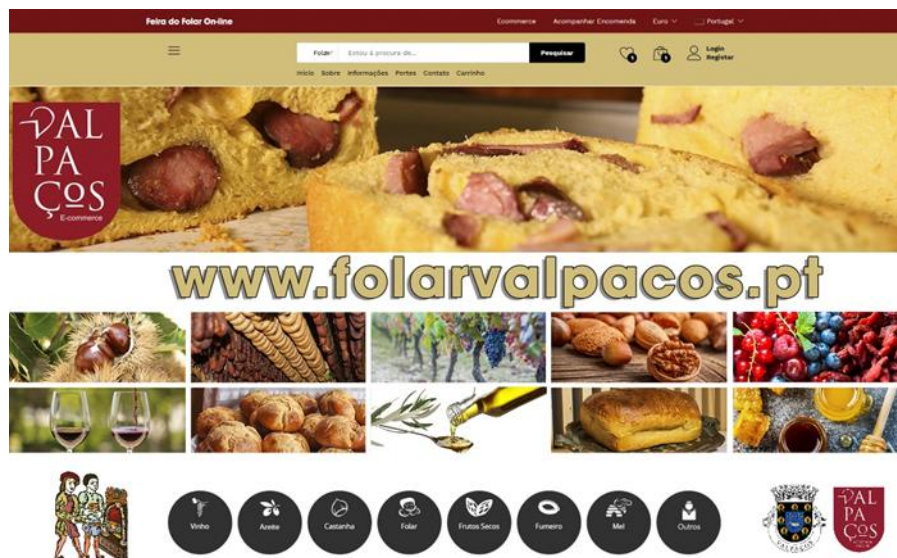 Feira do Folar On-line
Ecommerce Acompanhar Encomenda Euro Portugal
Folar Estou á procura de... Pesquisar
Login
Registar
Início Sobre Informações Portes Contato Carrinho
VAL
PA
ÇOS
E-commerce
www.folarvalpacos.pt
Vinho Azeite Castanha Folar Frutos Secos Fumeiro Mel Outros
VALPAÇOS
VAL
PA
ÇOS